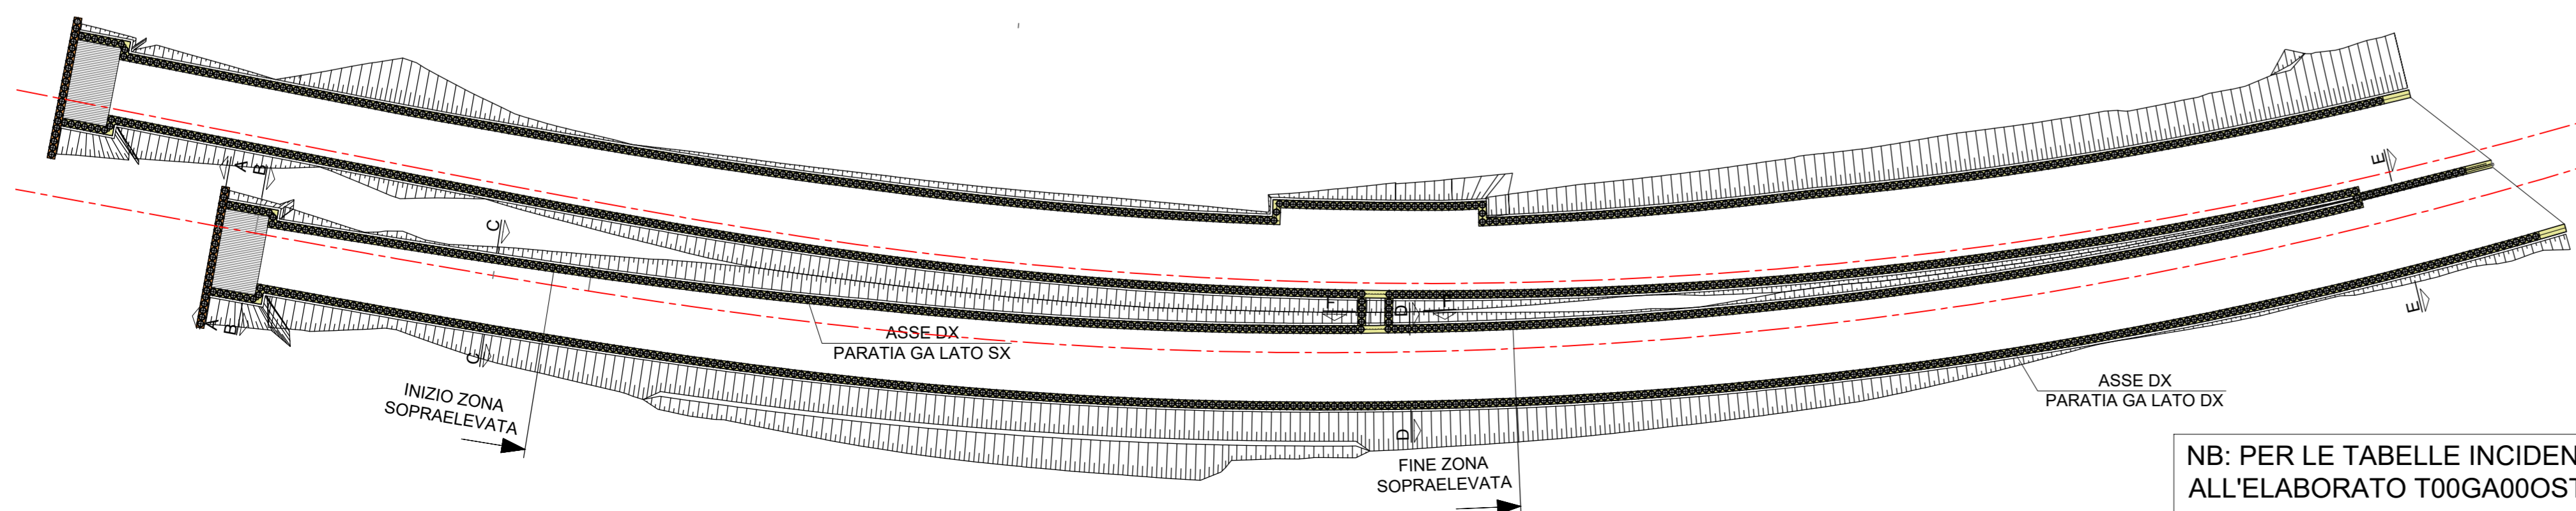 A
B
C
E
F
D
F
A
B
C
D
E
ASSE DX
PARATIA GA LATO SX
INIZIO ZONA
SOPRAELEVATA
FINE ZONA
SOPRAELEVATA
ASSE DX
PARATIA GA LATO DX
NB: PER LE TABELLE INCIDEN
ALL'ELABORATO T00GA00OST